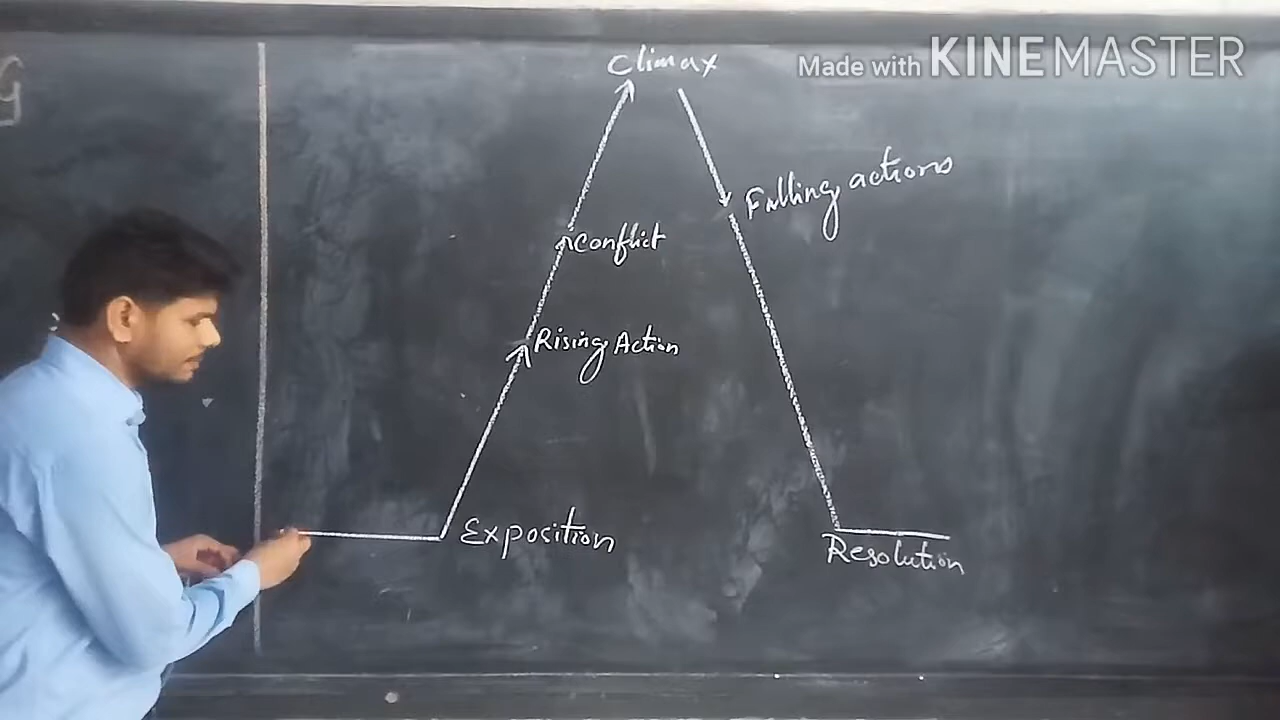 G
Climax
Made with KINEMASTER
Falling actions
Conflict
Rising Action
Exposition
Resolution